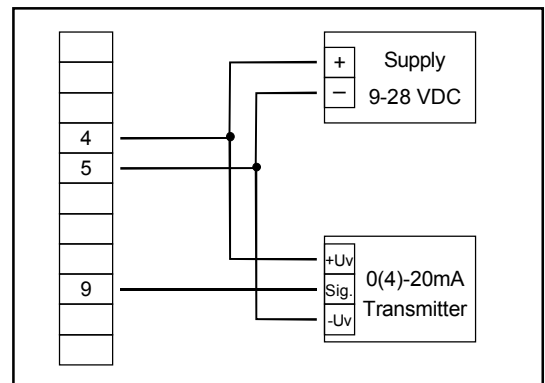 4
5
9
+
−
Supply
9-28 VDC
+Uv
Sig.
-Uv
0(4)-20mA
Transmitter